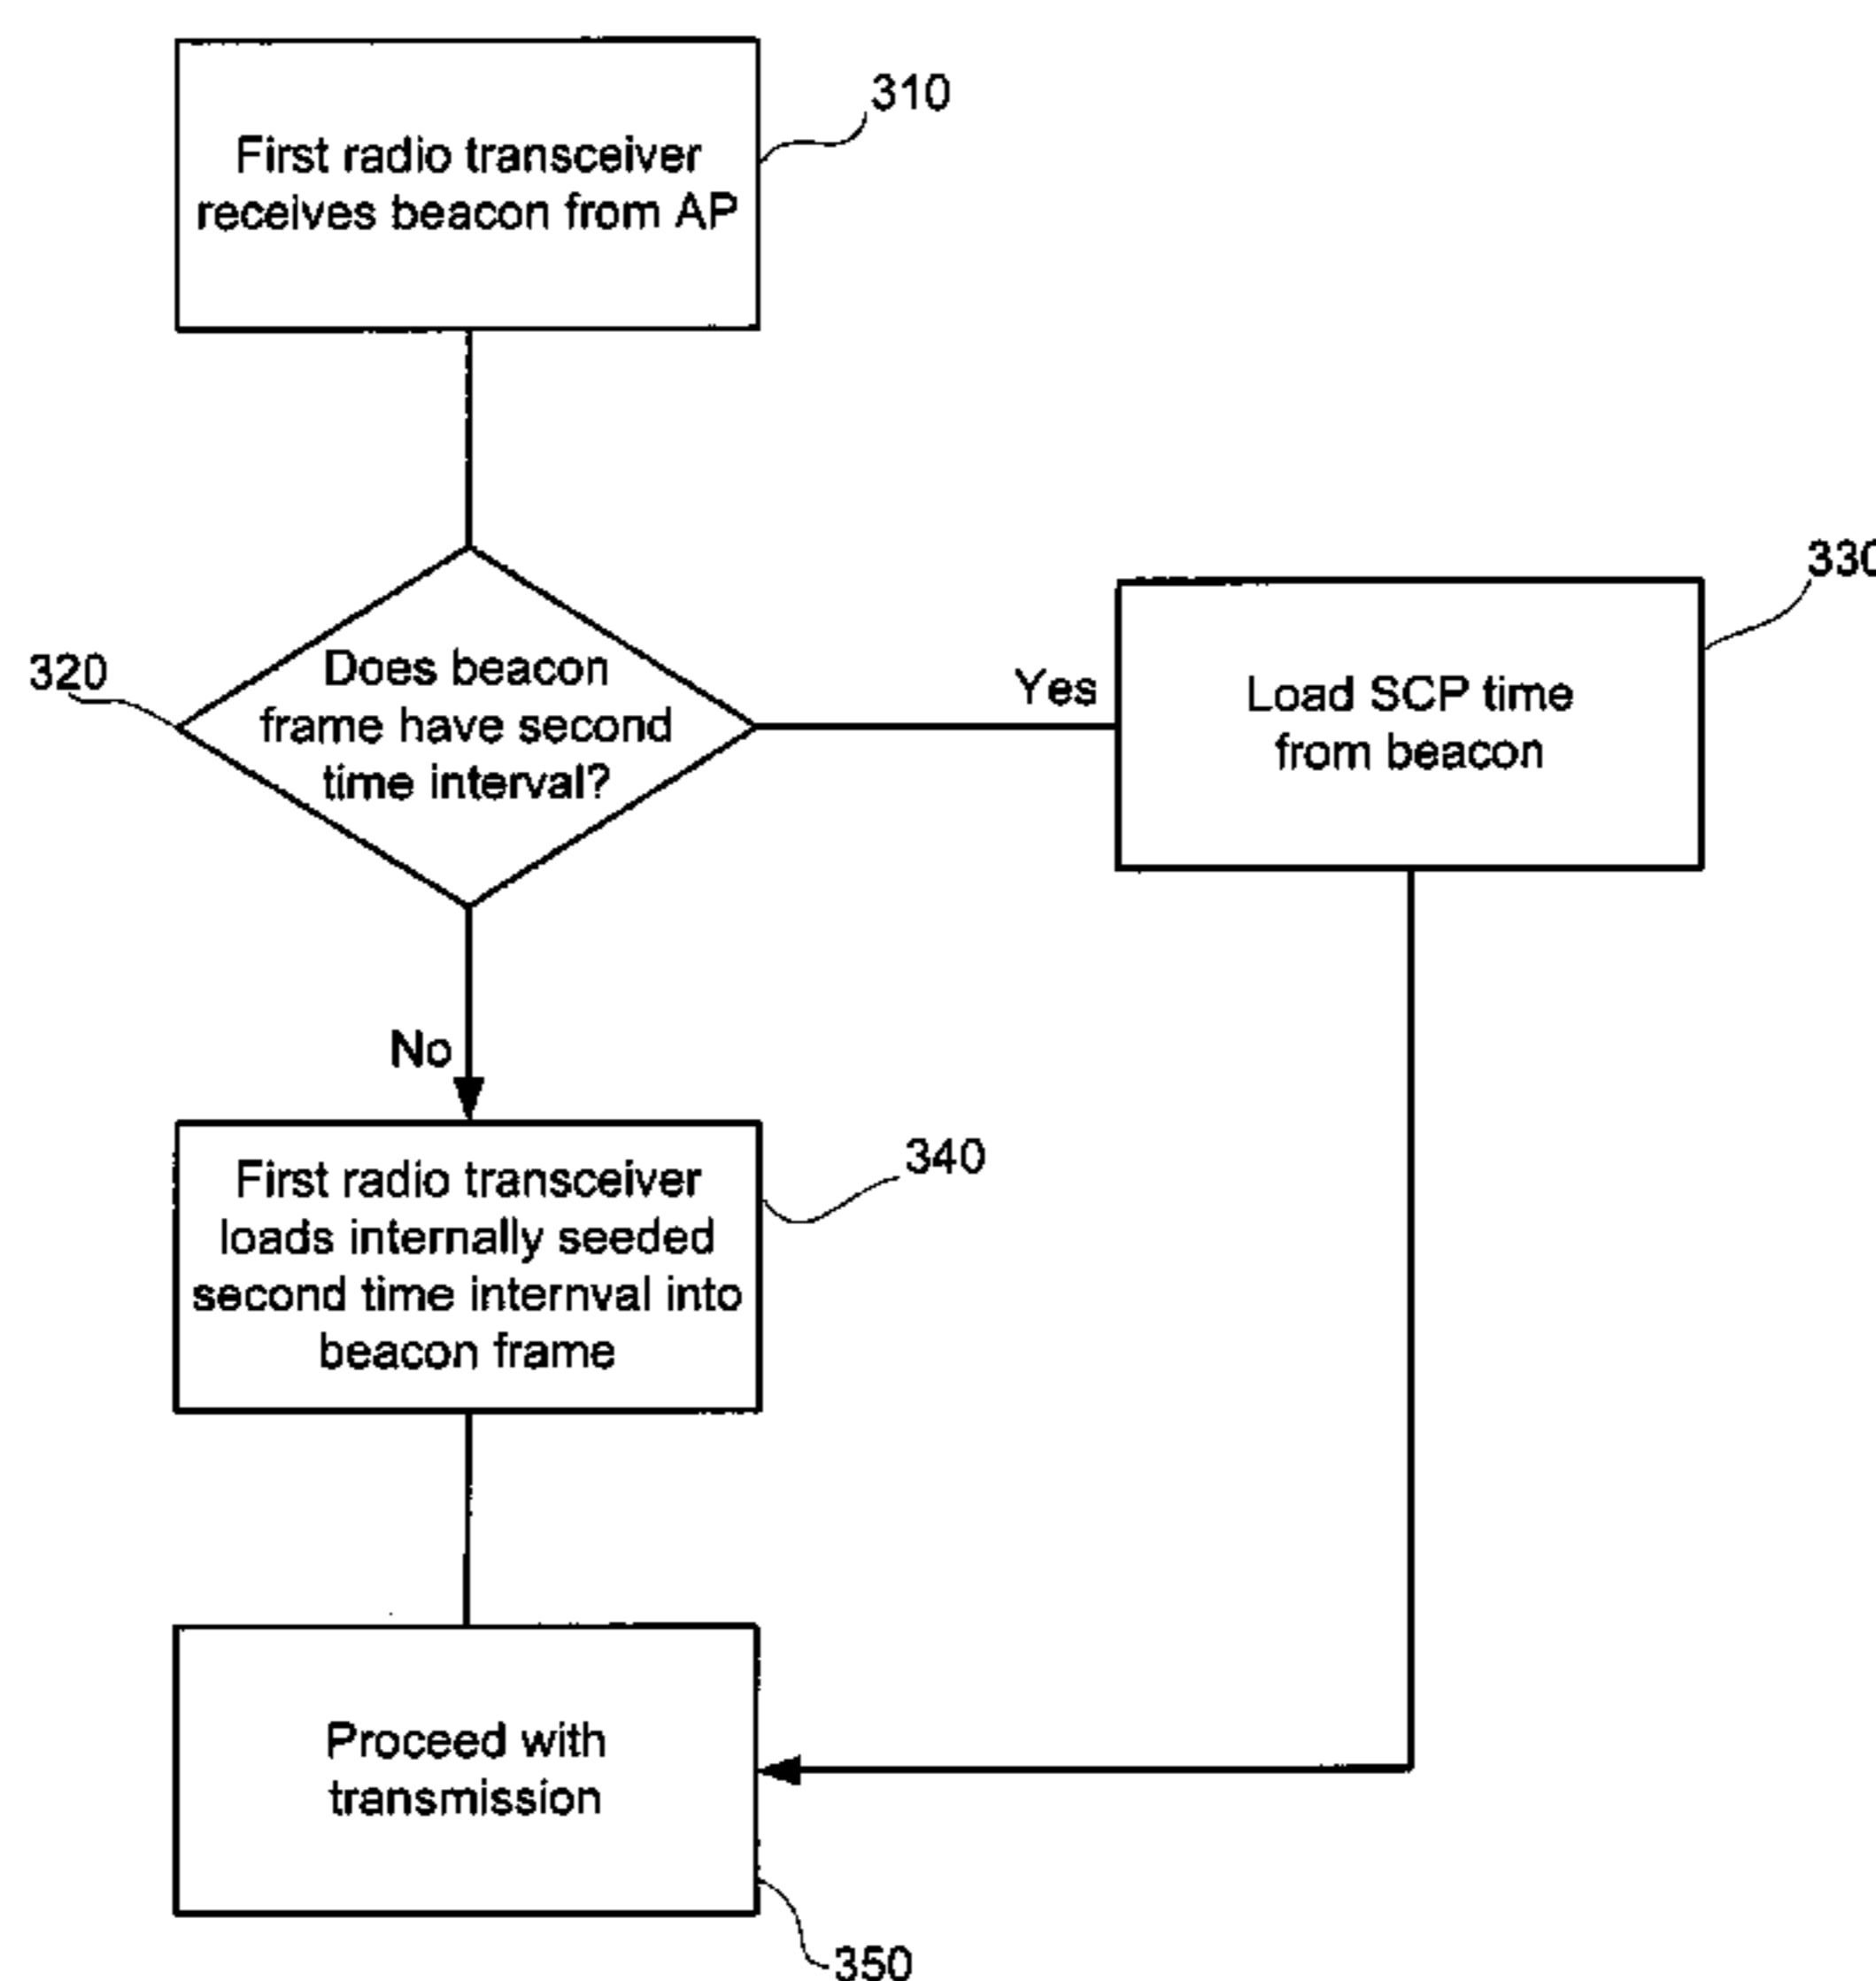 310
First radio transceiver
receives beacon from AP
320
Does beacon
frame have second
time interval?
Yes
330
Load SCP time
from beacon
No
340
First radio transceiver
loads internally seeded
second time internval into
beacon frame
Proceed with
transmission
350